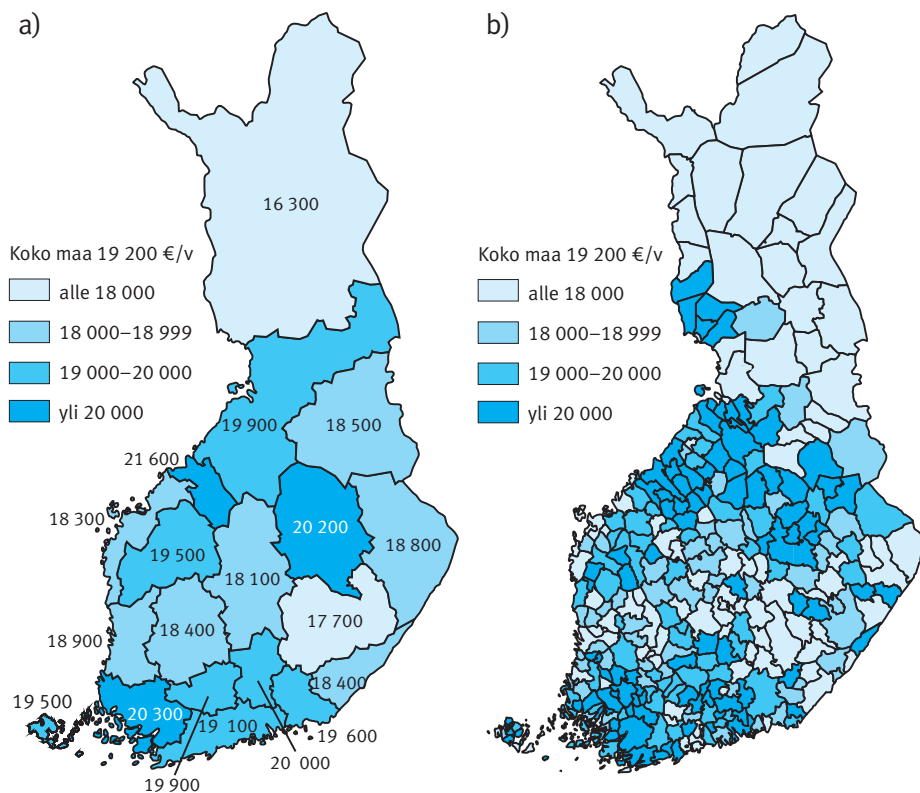 a)
16 300
Koko maa 19 200 €/v
alle 18 000
18 000–18 999
19 000–20 000
yli 20 000
19 900
18 500
21 600
18 300
20 200
19 500
18 800
18 100
17 700
18 900
18 400
18 400
19 500
20 300
19 100
19 600
20 000
19 900
b)
Koko maa 19 200 €/v
alle 18 000
18 000–18 999
19 000–20 000
yli 20 000